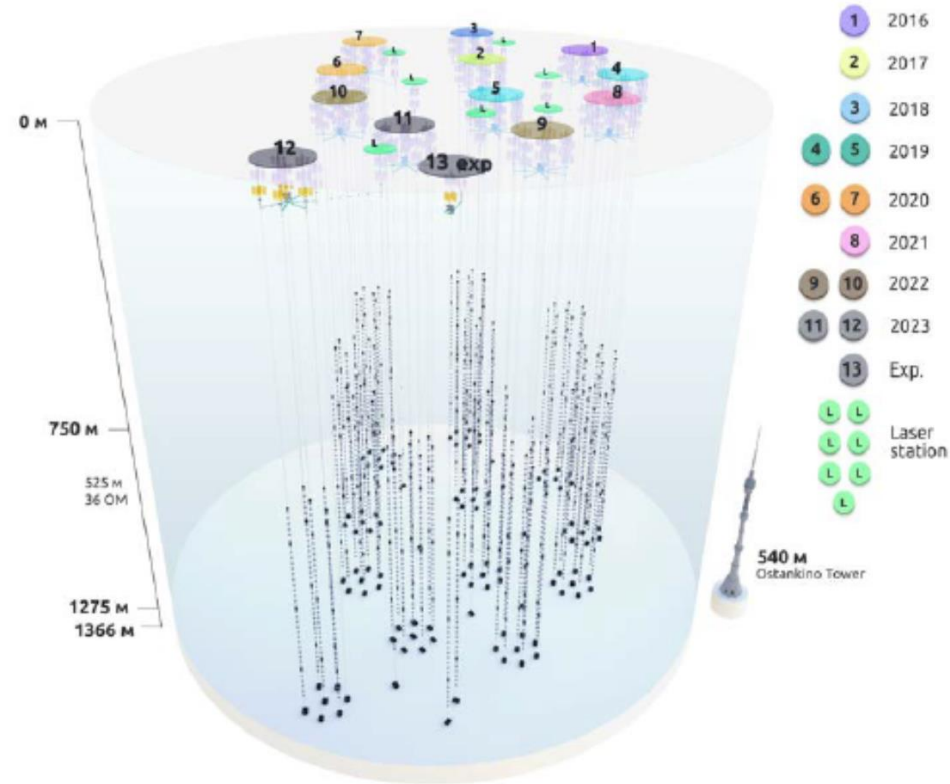 3
7
1
2
6
4
L
L
L
L
10
5
8
L
L
11
9
L
12
13 exp
0 м
750 м
525 м
36 ОМ
1275 м
1366 м
540 м
Ostankino Tower
1 2016
2 2017
3 2018
4 5 2019
6 7 2020
8 2021
9 10 2022
11 12 2023
13 Exp.
L L
L L
Laser
station
L L
L